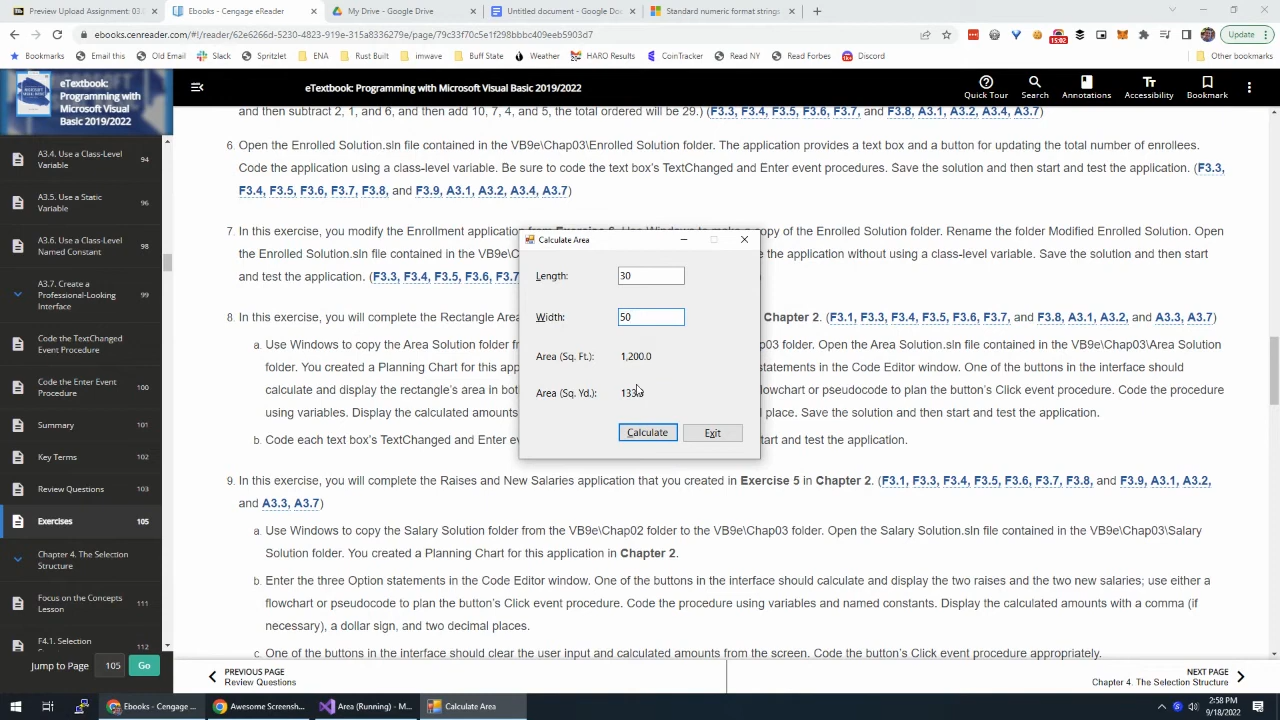 Preview Upload Assignment: 03.
Ebooks - Cengage eReader
My Drive - Google Drive
Untitled document - Google Doc
Standard numeric format strings
ebooks.cenreader.com/#!/reader/62e626b6-5230-4823-919e-315a8336279e/page/79c33f70c5e1f298bbbc409eeb5903d7
Update
Bookmarks
Email this
Old Email
Slack
Spritzlet
ENA
Rust Built
imwave
Buff State
Weather
HARO Results
CoinTracker
Read NY
Read Forbes
Discord
Other bookmarks
eTextbook:
Programming with
Microsoft Visual
Basic 2019/2022
eTextbook: Programming with Microsoft Visual Basic 2019/2022
Quick Tour
Search
Annotations
Accessibility
Bookmark
A3.4. Use a Class-Level
Variable
94
A3.5. Use a Static
Variable
96
A3.6. Use a Class-Level
Named Constant
98
A3.7. Create a
Professional-Looking
Interface
99
Code the TextChanged
Event Procedure
Code the Enter Event
Procedure
100
Summary
101
Key Terms
102
Review Questions
103
Exercises
105
Chapter 4. The Selection
Structure
Focus on the Concepts
Lesson
111
F4.1. Selection
112
Jump to Page
105
Go
and then subtract 2, 1, and 6, and then add 10, 7, 4, and 5, the total ordered will be 29.) (F3.3, F3.4, F3.5, F3.6, F3.7, and F3.8, A3.1, A3.2, A3.4, A3.7)
6. Open the Enrolled Solution.sln file contained in the VB9e\Chap03\Enrolled Solution folder. The application provides a text box and a button for updating the total number of enrollees.
Code the application using a class-level variable. Be sure to code the text box's TextChanged and Enter event procedures. Save the solution and then start and test the application. (F3.3,
F3.4, F3.5, F3.6, F3.7, F3.8, and F3.9, A3.1, A3.2, A3.4, A3.7)
7. In this exercise, you modify the Enrollment application from Exercise 6. Use Windows to make a copy of the Enrolled Solution folder. Rename the folder Modified Enrolled Solution. Open
the Enrolled Solution.sln file contained in the VB9e\Chap03 the application without using a class-level variable. Save the solution and then start
and test the application. (F3.3, F3.4, F3.5, F3.6, F3.7
8. In this exercise, you will complete the Rectangle Area Chapter 2. (F3.1, F3.3, F3.4, F3.5, F3.6, F3.7, and F3.8, A3.1, A3.2, and A3.3, A3.7)
a. Use Windows to copy the Area Solution folder from p03 folder. Open the Area Solution.sln file contained in the VB9e\Chap03\Area Solution
folder. You created a Planning Chart for this app statements in the Code Editor window. One of the buttons in the interface should
calculate and display the rectangle's area in both flowchart or pseudocode to plan the button's Click event procedure. Code the procedure
using variables. Display the calculated amounts place. Save the solution and then start and test the application.
b. Code each text box's TextChanged and Enter eve start and test the application.
9. In this exercise, you will complete the Raises and New Salaries application that you created in Exercise 5 in Chapter 2. (F3.1, F3.3, F3.4, F3.5, F3.6, F3.7, F3.8, and F3.9, A3.1, A3.2,
and A3.3, A3.7)
a. Use Windows to copy the Salary Solution folder from the VB9e\Chap02 folder to the VB9e\Chap03 folder. Open the Salary Solution.sln file contained in the VB9e\Chap03\Salary
Solution folder. You created a Planning Chart for this application in Chapter 2.
b. Enter the three Option statements in the Code Editor window. One of the buttons in the interface should calculate and display the two raises and the two new salaries; use either a
flowchart or pseudocode to plan the button's Click event procedure. Code the procedure using variables and named constants. Display the calculated amounts with a comma (if
necessary), a dollar sign, and two decimal places.
c. One of the buttons in the interface should clear the user input and calculated amounts from the screen. Code the button's Click event procedure appropriately.
Calculate Area
Length:
30
Width:
50
Area (Sq. Ft.):
1,200.0
Area (Sq. Yd.):
133
Calculate
Exit
PREVIOUS PAGE
Review Questions
NEXT PAGE
Chapter 4. The Selection Structure
Ebooks - Cengage ...
Awesome Screensh...
Area (Running) - M...
Calculate Area
2:58 PM
9/18/2022